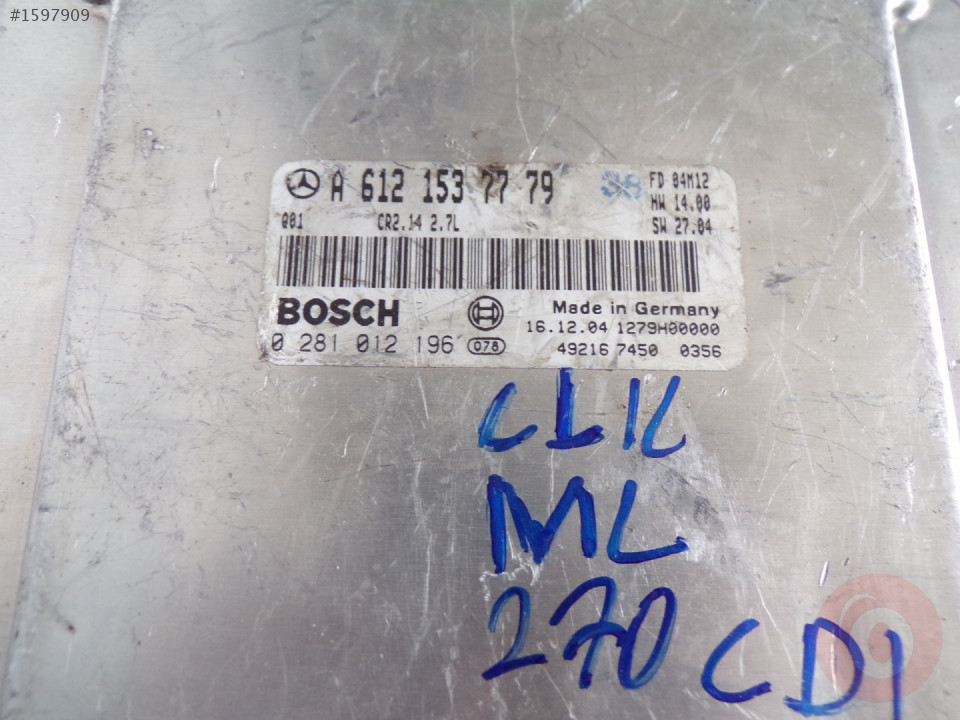 #1597909
A 612 153 77 79
FD 04M12
HW 14.00
Q01 CR2.14 2.7L
SW 27.04
BOSCH
Made in Germany
16.12.04 1279H00000
0 281 012 196 078
49216 7450 0356
CLK
ML
270 CDI